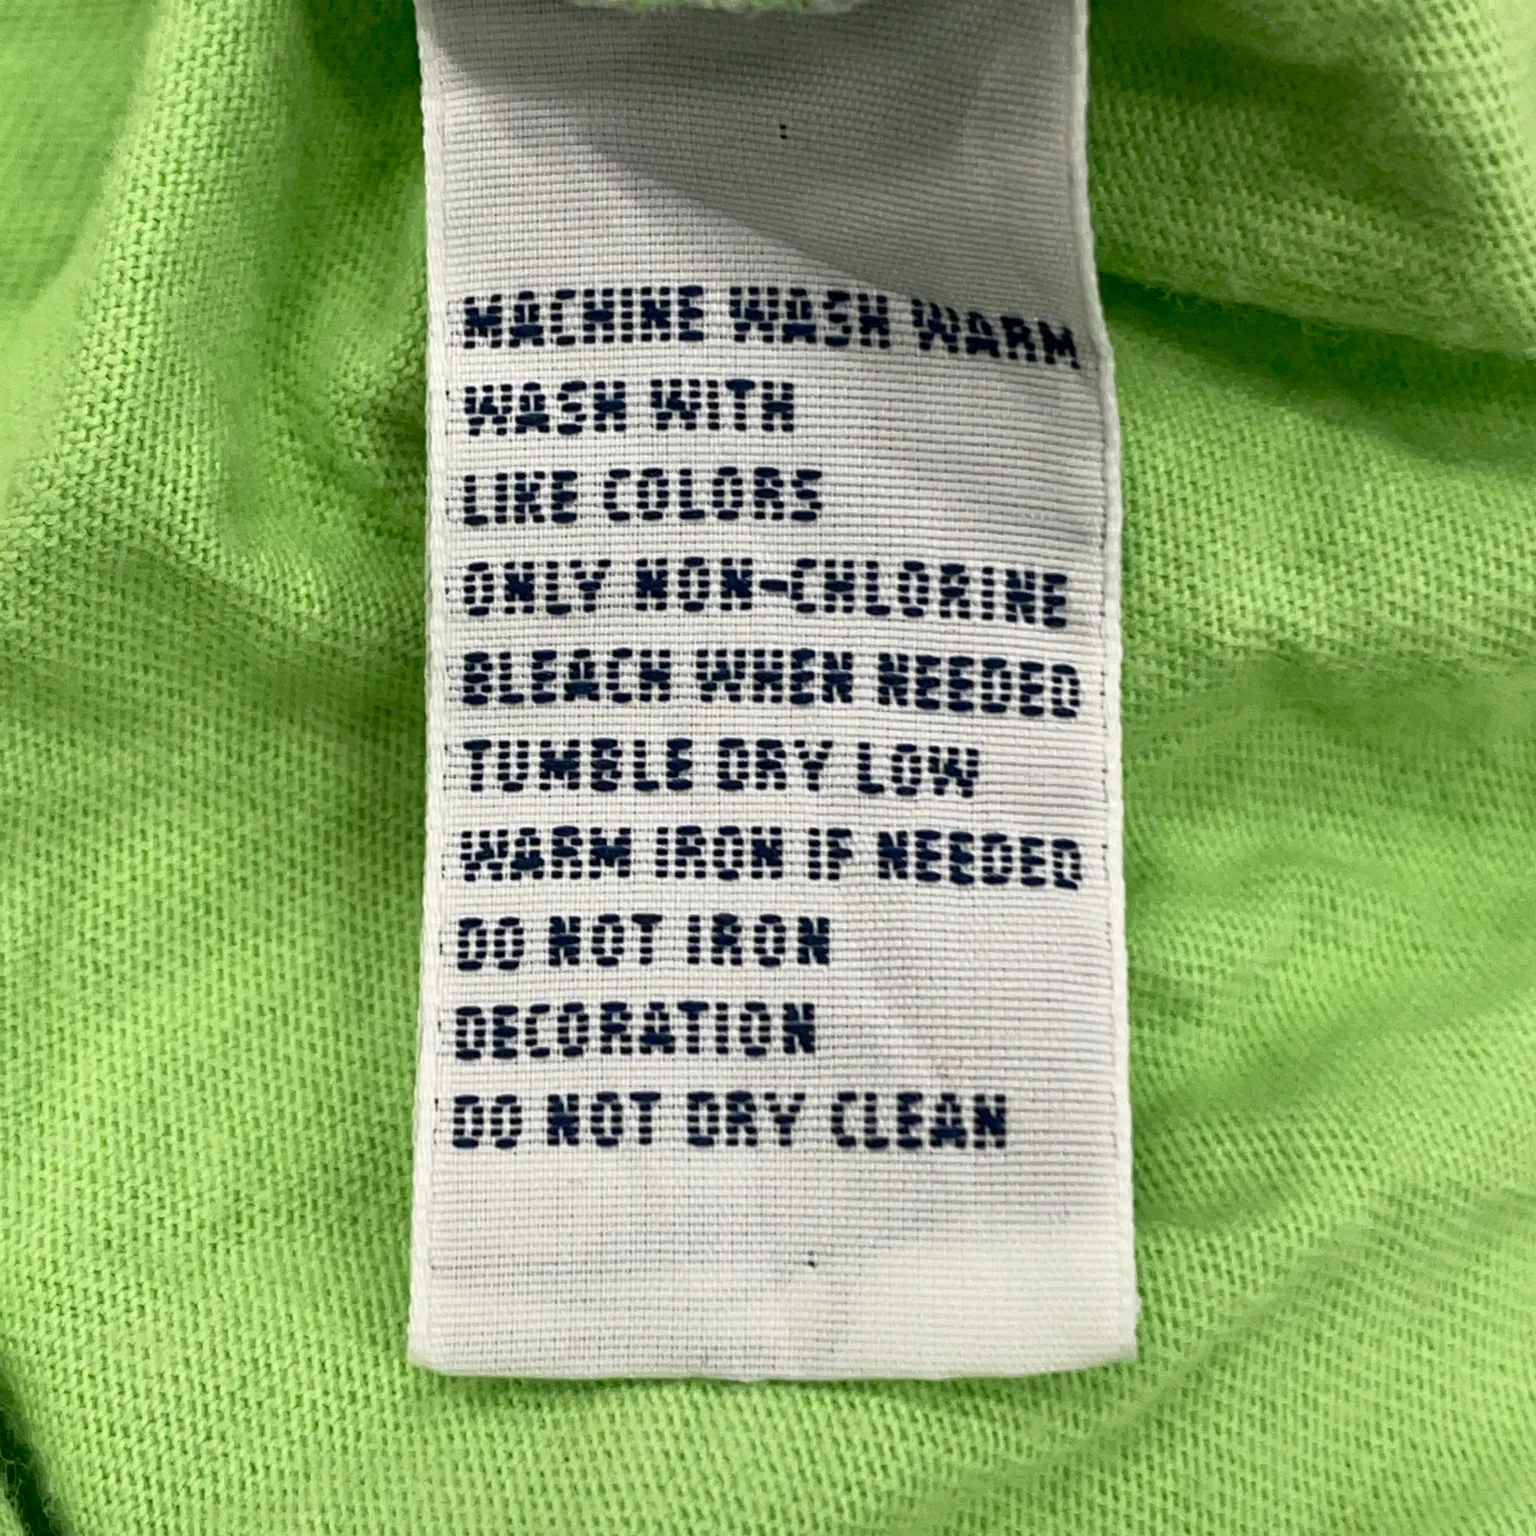 MACHINE WASH WARM
WASH WITH
LIKE COLORS
ONLY NON-CHLORINE
BLEACH WHEN NEEDED
TUMBLE DRY LOW
WARM IRON IF NEEDED
DO NOT IRON
DECORATION
DO NOT DRY CLEAN